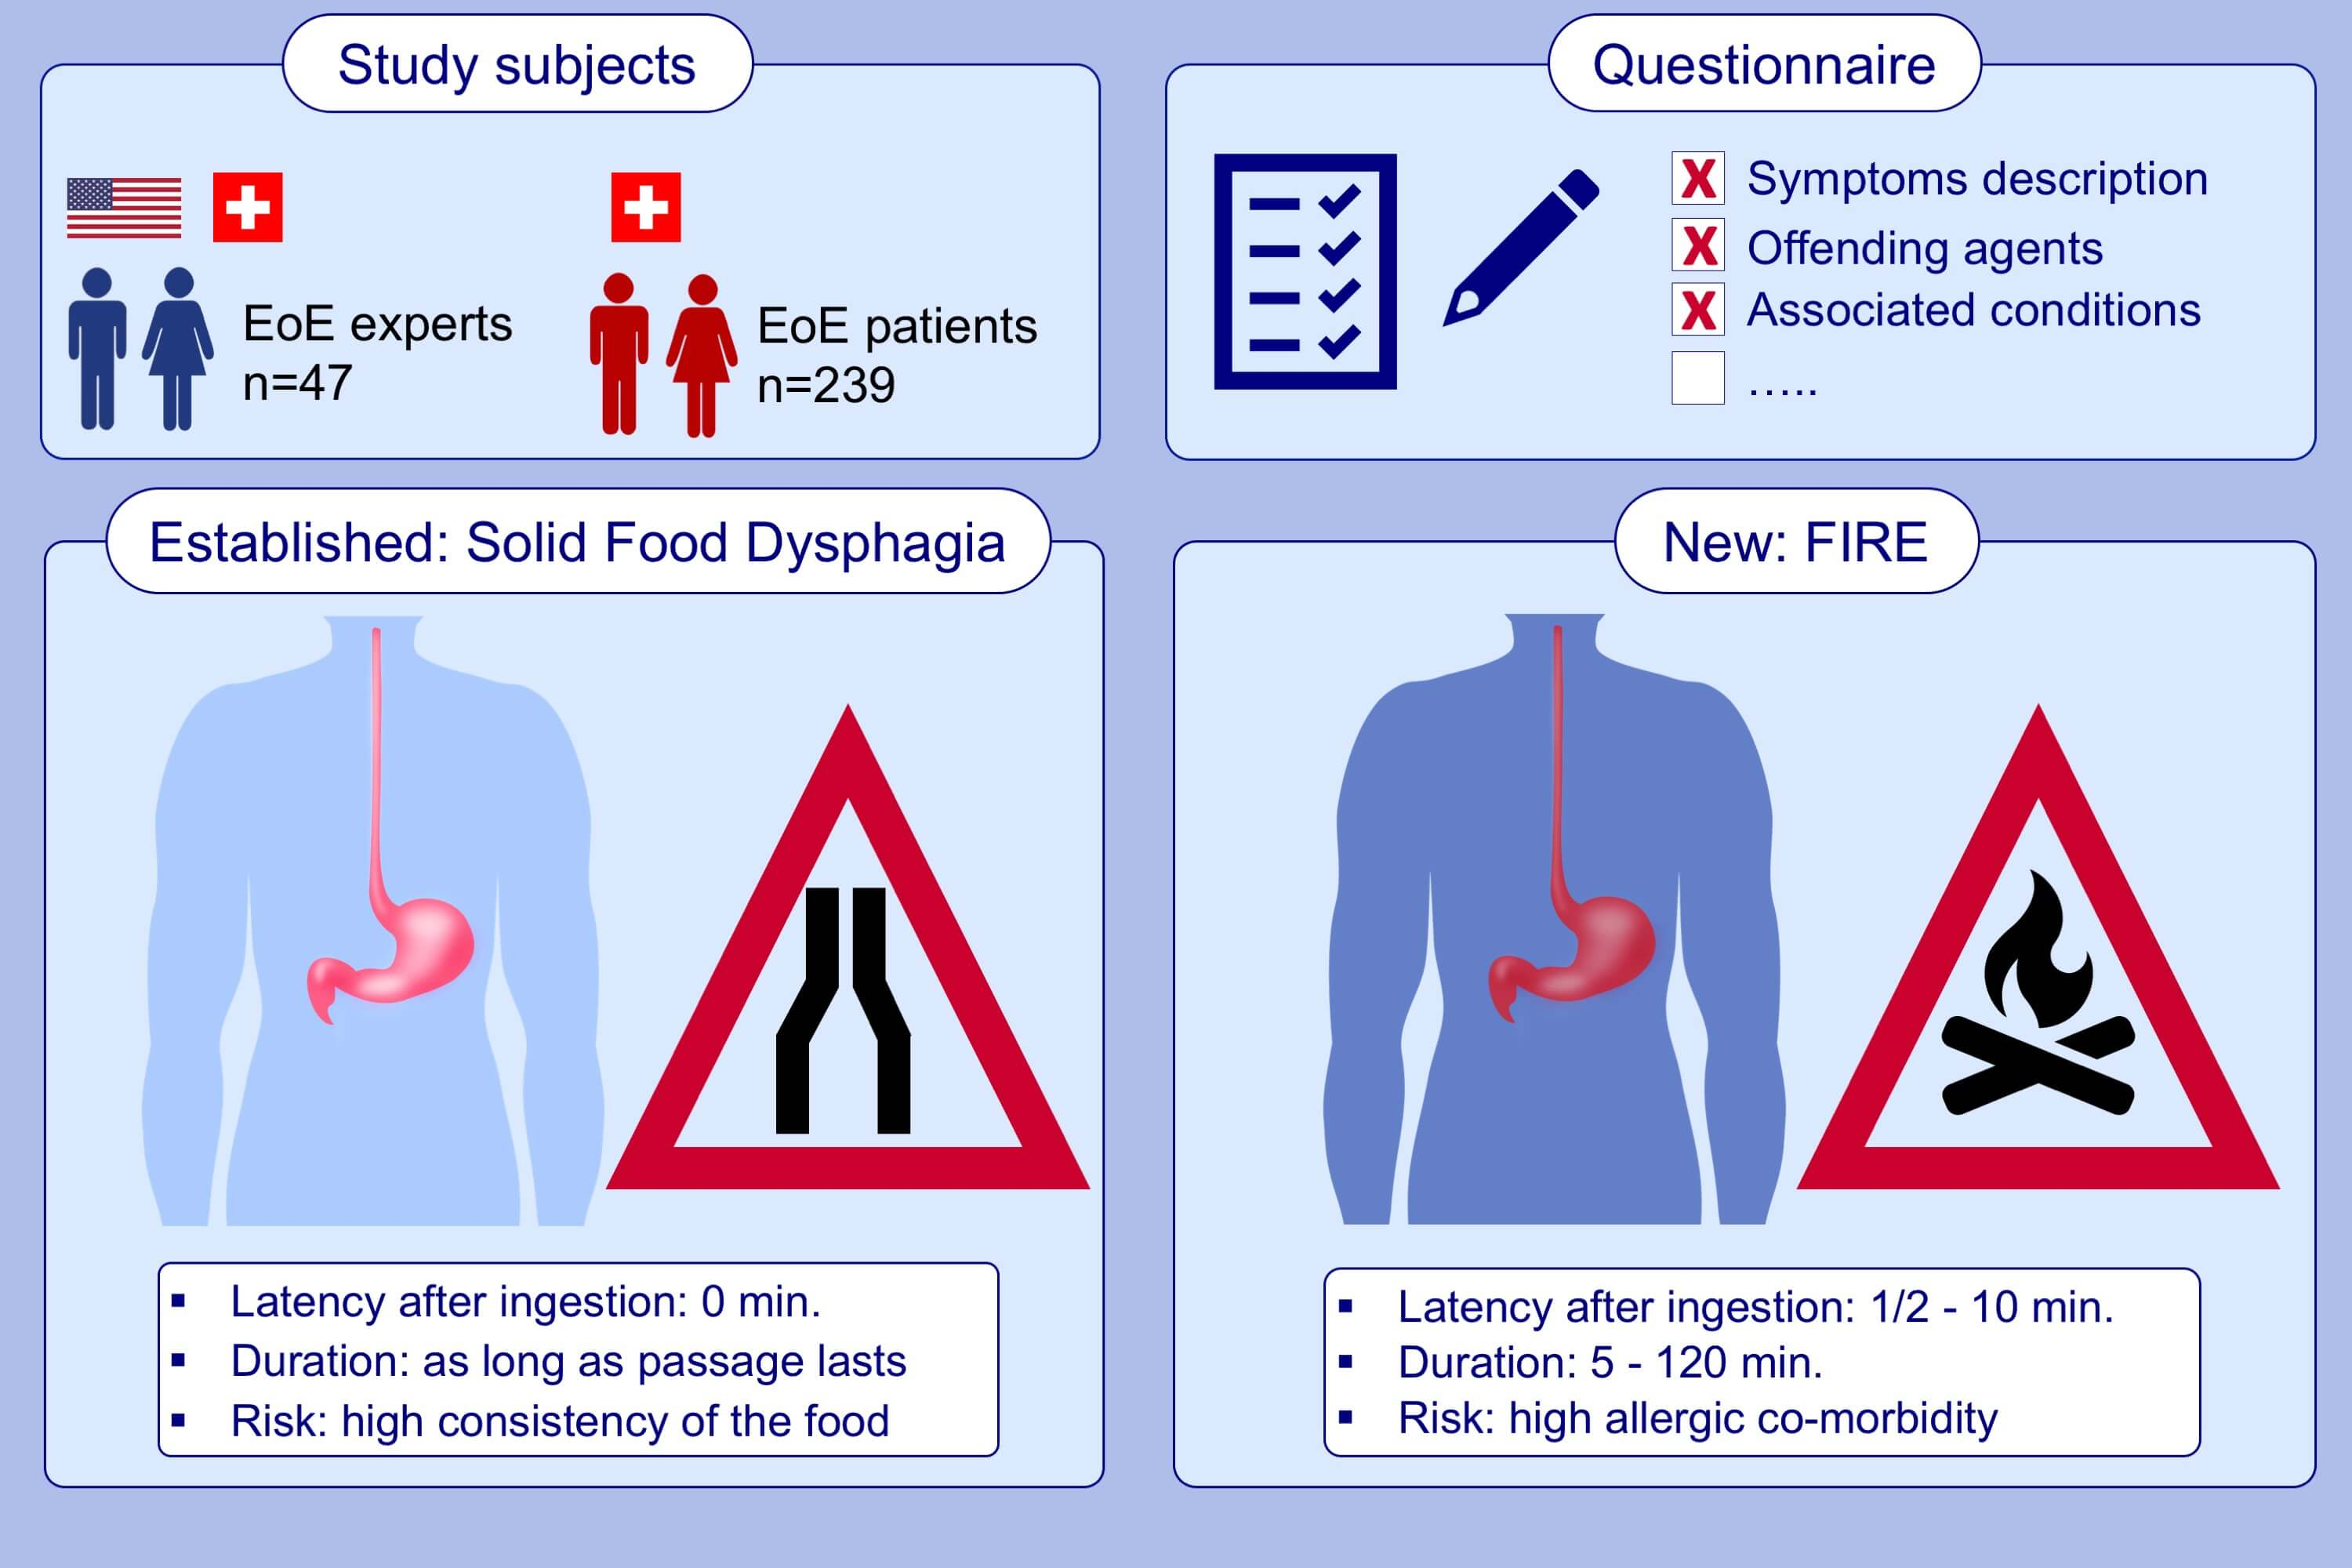 Study subjects
EoE experts
n=47
EoE patients
n=239
Questionnaire
X Symptoms description
X Offending agents
X Associated conditions
.....
Established: Solid Food Dysphagia
▪ Latency after ingestion: 0 min.
▪ Duration: as long as passage lasts
▪ Risk: high consistency of the food
New: FIRE
▪ Latency after ingestion: 1/2 - 10 min.
▪ Duration: 5 - 120 min.
▪ Risk: high allergic co-morbidity